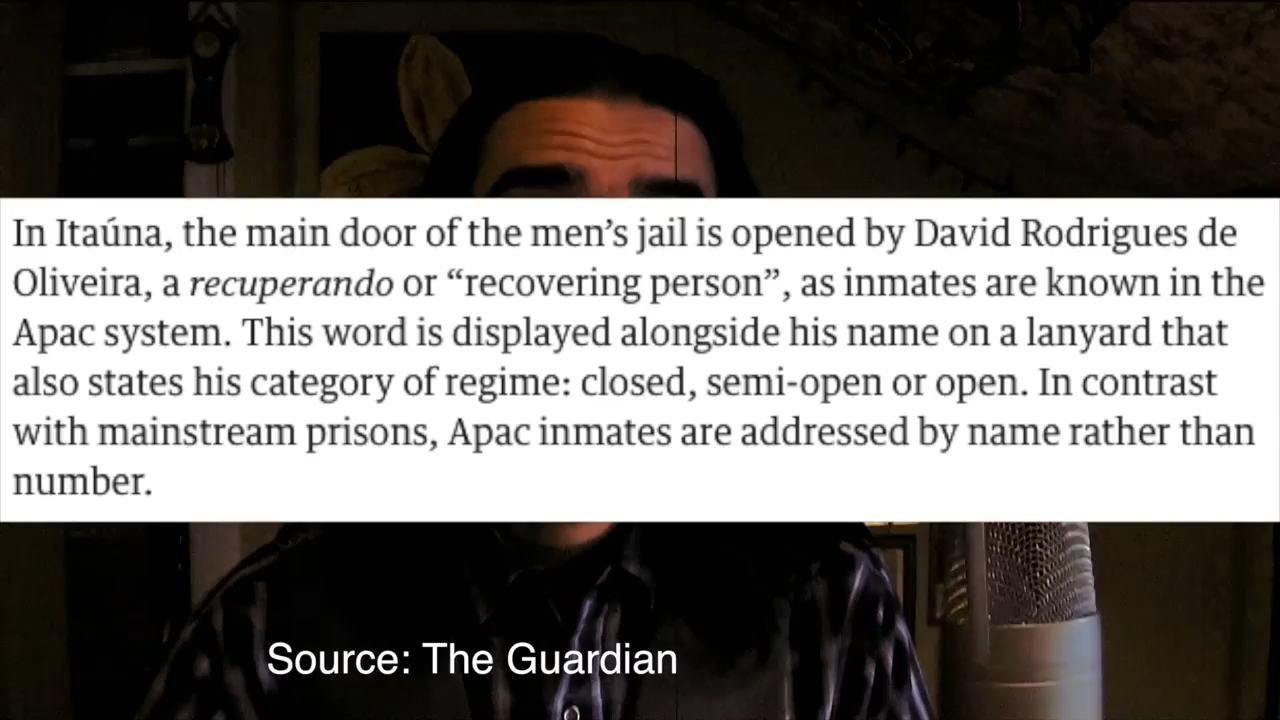 In Itaúna, the main door of the men’s jail is opened by David Rodrigues de
Oliveira, a recuperando or “recovering person”, as inmates are known in the
Apac system. This word is displayed alongside his name on a lanyard that
also states his category of regime: closed, semi-open or open. In contrast
with mainstream prisons, Apac inmates are addressed by name rather than
number.
Source: The Guardian